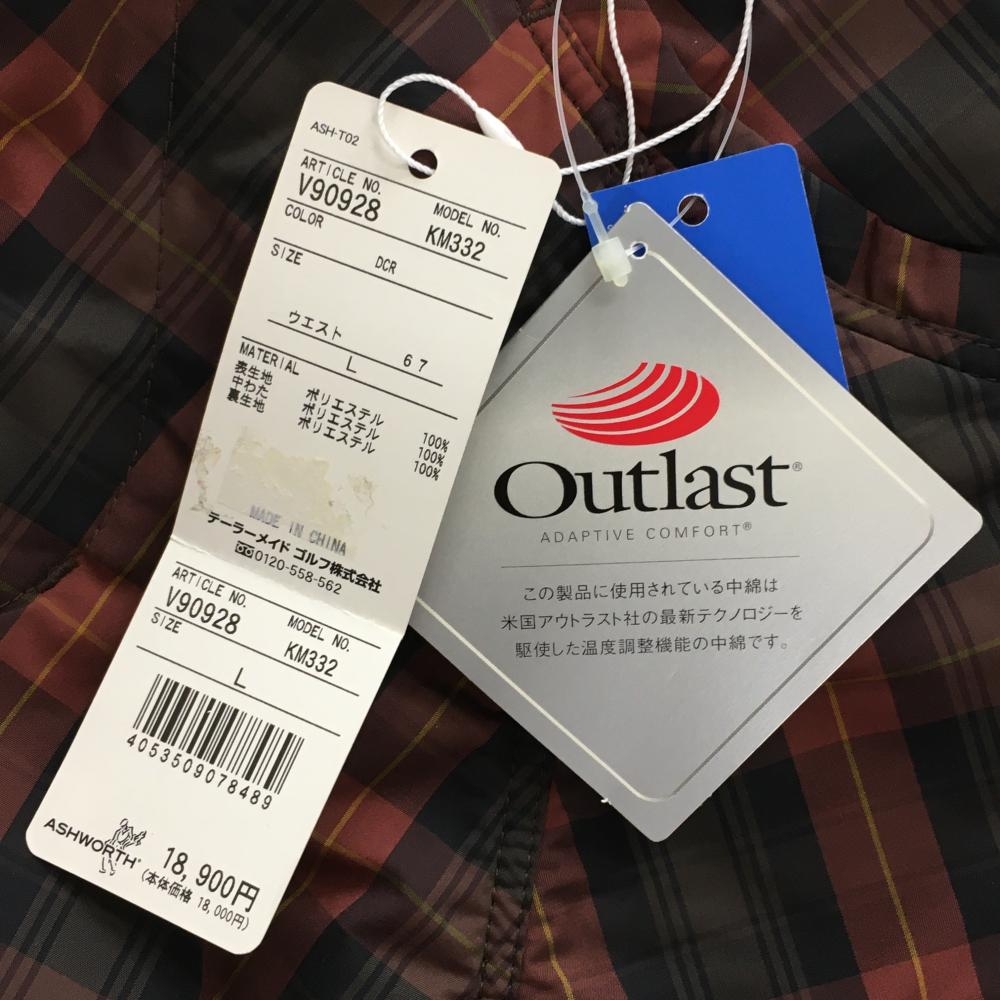 ASH-T02
ARTICLE NO.
V90928
MODEL NO.
KM332
COLOR
DCR
SIZE
ウエスト 67
L
MATERIAL
表生地 ポリエステル 100%
中わた ポリエステル 100%
裏生地 ポリエステル 100%
MADE IN CHINA
テーラーメイド ゴルフ株式会社
0120-558-562
ARTICLE NO.
V90928
MODEL NO.
KM332
SIZE
L
4053509078489
ASHWORTH®
18,900円
(本体価格 18,000円)
Outlast®
ADAPTIVE COMFORT®
この製品に使用されている中綿は
米国アウトラスト社の最新テクノロジーを
駆使した温度調整機能の中綿です。